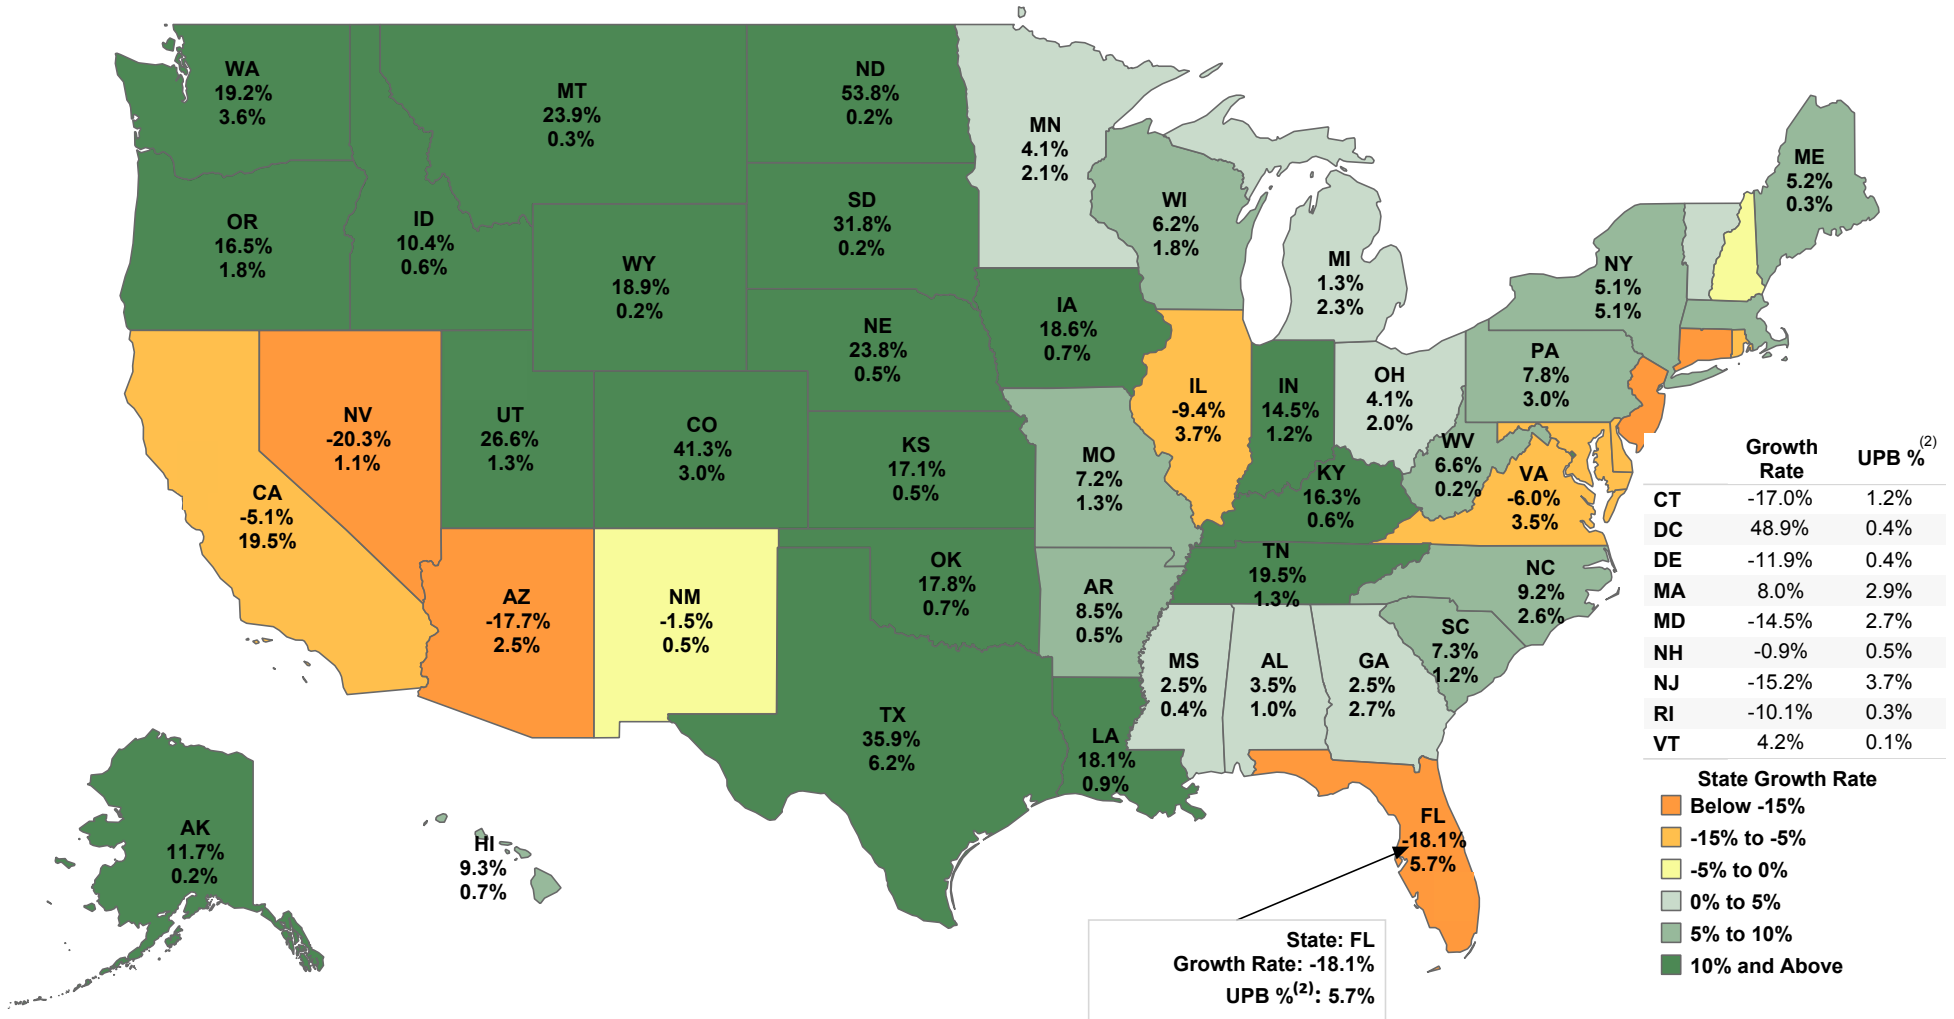 WA
19.2%
3.6%
MT
23.9%
0.3%
ND
53.8%
0.2%
MN
4.1%
2.1%
OR
16.5%
1.8%
ID
10.4%
0.6%
WY
18.9%
0.2%
SD
31.8%
0.2%
WI
6.2%
1.8%
MI
1.3%
2.3%
ME
5.2%
0.3%
NY
5.1%
5.1%
NE
23.8%
0.5%
IA
18.6%
0.7%
PA
7.8%
3.0%
NV
-20.3%
1.1%
UT
26.6%
1.3%
CO
41.3%
3.0%
KS
17.1%
0.5%
MO
7.2%
1.3%
IL
-9.4%
3.7%
IN
14.5%
1.2%
OH
4.1%
2.0%
WV
6.6%
0.2%
VA
-6.0%
3.5%
KY
16.3%
0.6%
CA
-5.1%
19.5%
AZ
-17.7%
2.5%
NM
-1.5%
0.5%
OK
17.8%
0.7%
AR
8.5%
0.5%
TN
19.5%
1.3%
NC
9.2%
2.6%
SC
7.3%
1.2%
MS
2.5%
0.4%
AL
3.5%
1.0%
GA
2.5%
2.7%
TX
35.9%
6.2%
LA
18.1%
0.9%
FL
-18.1%
5.7%
AK
11.7%
0.2%
HI
9.3%
0.7%
State: FL
Growth Rate: -18.1%
UPB %(2): 5.7%
Growth Rate UPB %(2)
CT -17.0% 1.2%
DC 48.9% 0.4%
DE -11.9% 0.4%
MA 8.0% 2.9%
MD -14.5% 2.7%
NH -0.9% 0.5%
NJ -15.2% 3.7%
RI -10.1% 0.3%
VT 4.2% 0.1%
State Growth Rate
Below -15%
-15% to -5%
-5% to 0%
0% to 5%
5% to 10%
10% and Above